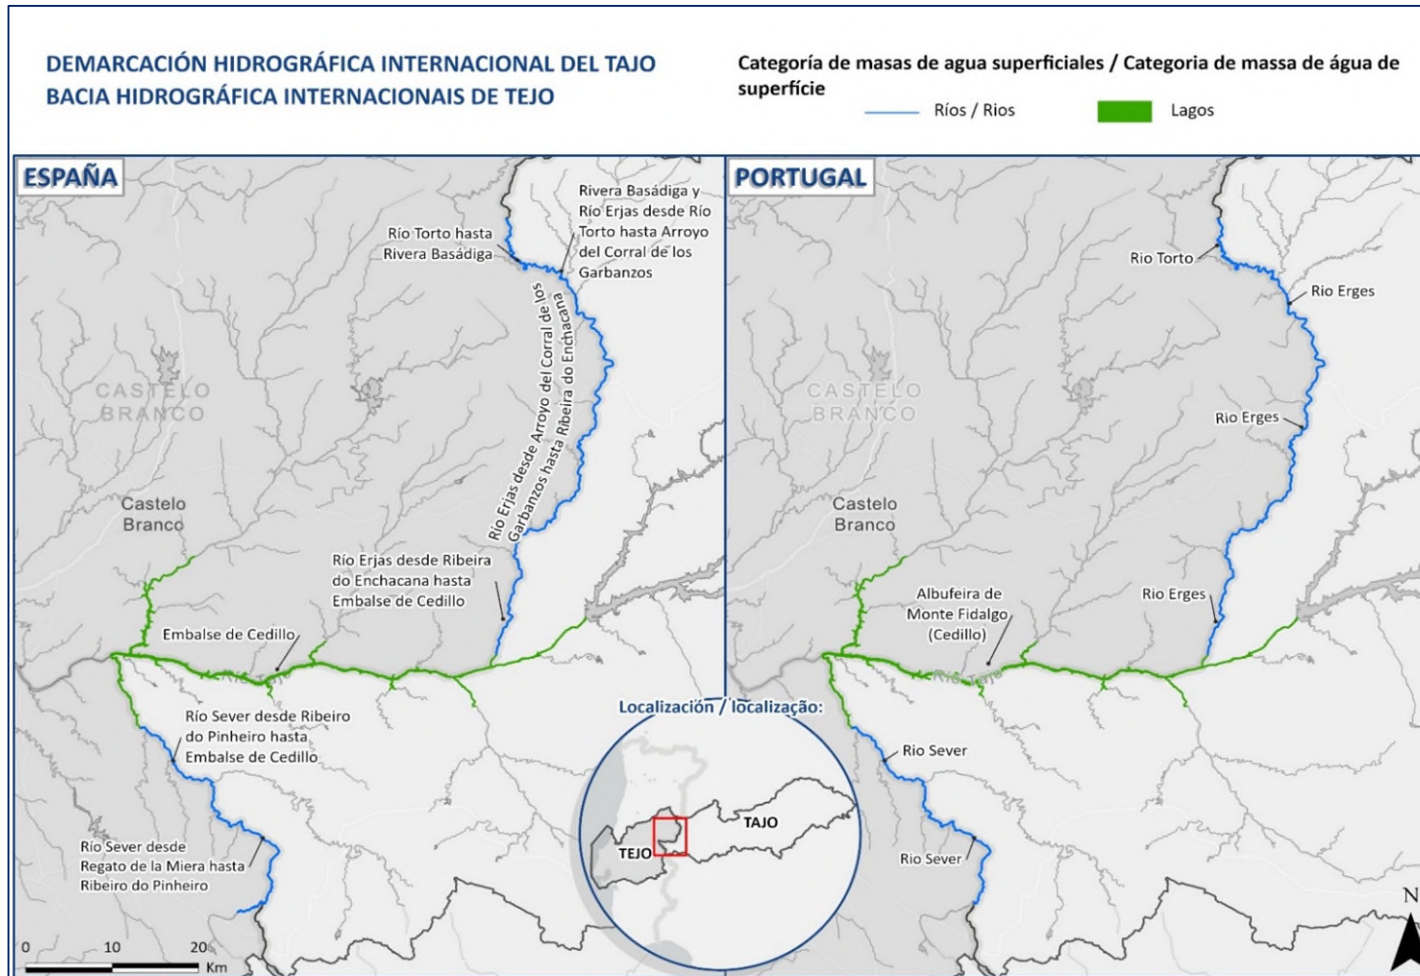 DEMARCACIÓN HIDROGRÁFICA INTERNACIONAL DEL TAJO
BACIA HIDROGRÁFICA INTERNACIONAIS DE TEJO
Categoría de masas de agua superficiales / Categoria de massa de água de
superfície
Ríos / Rios
Lagos
ESPAÑA
Rivera Basádiga y
Río Erjas desde Río
Torto hasta Arroyo
del Corral de los
Garbanzos
Río Torto hasta
Rivera Basádiga
Río Erjas desde Arroyo del Corral de los
Garbanzos hasta Ribeira do Enchacana
CASTELO
BRANCO
Castelo
Branco
Río Erjas desde Ribeira
do Enchacana hasta
Embalse de Cedillo
Embalse de Cedillo
Río Tajo
Río Sever desde Ribeiro
do Pinheiro hasta
Embalse de Cedillo
Río Sever desde
Regato de la Miera hasta
Ribeiro do Pinheiro
0 10 20
Km
Localización / localização:
TAJO
TEJO
PORTUGAL
Rio Torto
Rio Erges
CASTELO
BRANCO
Rio Erges
Castelo
Branco
Albufeira de
Monte Fidalgo
(Cedillo)
Rio Erges
Río Tajo
Rio Sever
Rio Sever
N